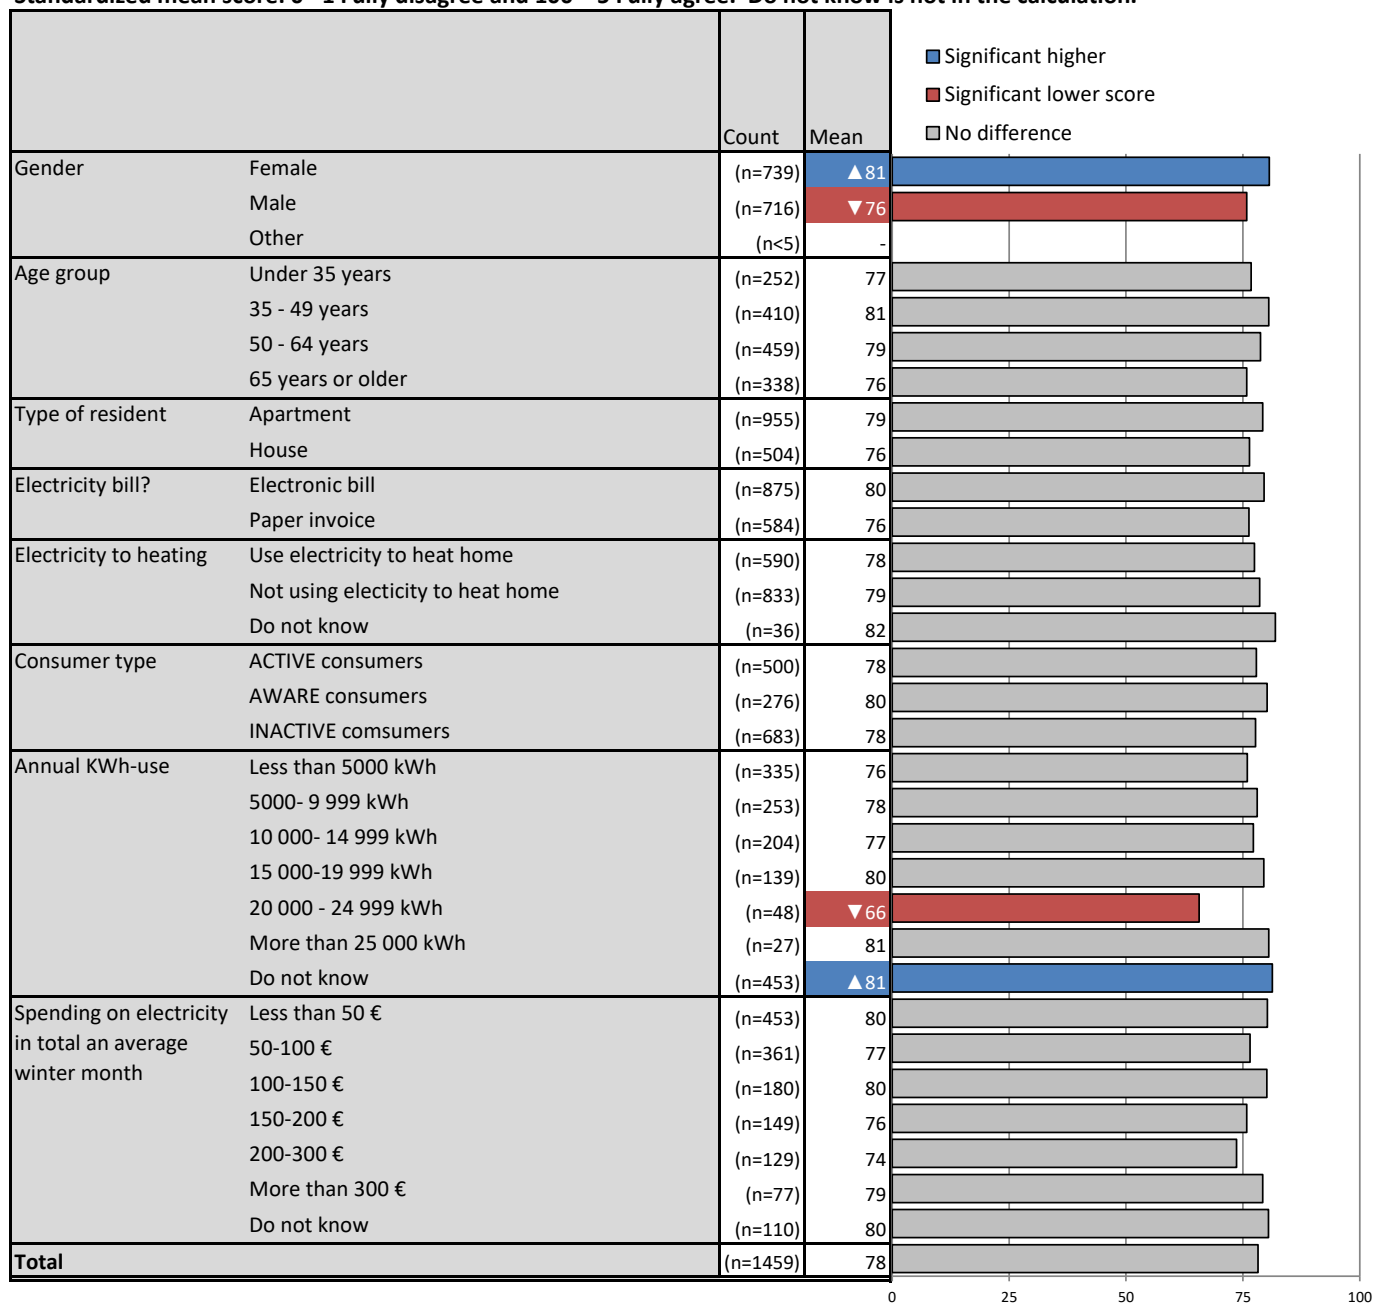 Significant higher
Significant lower score
No difference
Count Mean
Gender Female (n=739) ▲81
Male (n=716) ▼76
Other (n<5) -
Age group Under 35 years (n=252) 77
35 - 49 years (n=410) 81
50 - 64 years (n=459) 79
65 years or older (n=338) 76
Type of resident Apartment (n=955) 79
House (n=504) 76
Electricity bill? Electronic bill (n=875) 80
Paper invoice (n=584) 76
Electricity to heating Use electricity to heat home (n=590) 78
Not using electicity to heat home (n=833) 79
Do not know (n=36) 82
Consumer type ACTIVE consumers (n=500) 78
AWARE consumers (n=276) 80
INACTIVE comsumers (n=683) 78
Annual KWh-use Less than 5000 kWh (n=335) 76
5000- 9 999 kWh (n=253) 78
10 000- 14 999 kWh (n=204) 77
15 000-19 999 kWh (n=139) 80
20 000 - 24 999 kWh (n=48) ▼66
More than 25 000 kWh (n=27) 81
Do not know (n=453) ▲81
Spending on electricity Less than 50 € (n=453) 80
in total an average 50-100 € (n=361) 77
winter month 100-150 € (n=180) 80
150-200 € (n=149) 76
200-300 € (n=129) 74
More than 300 € (n=77) 79
Do not know (n=110) 80
Total (n=1459) 78
0 25 50 75 100